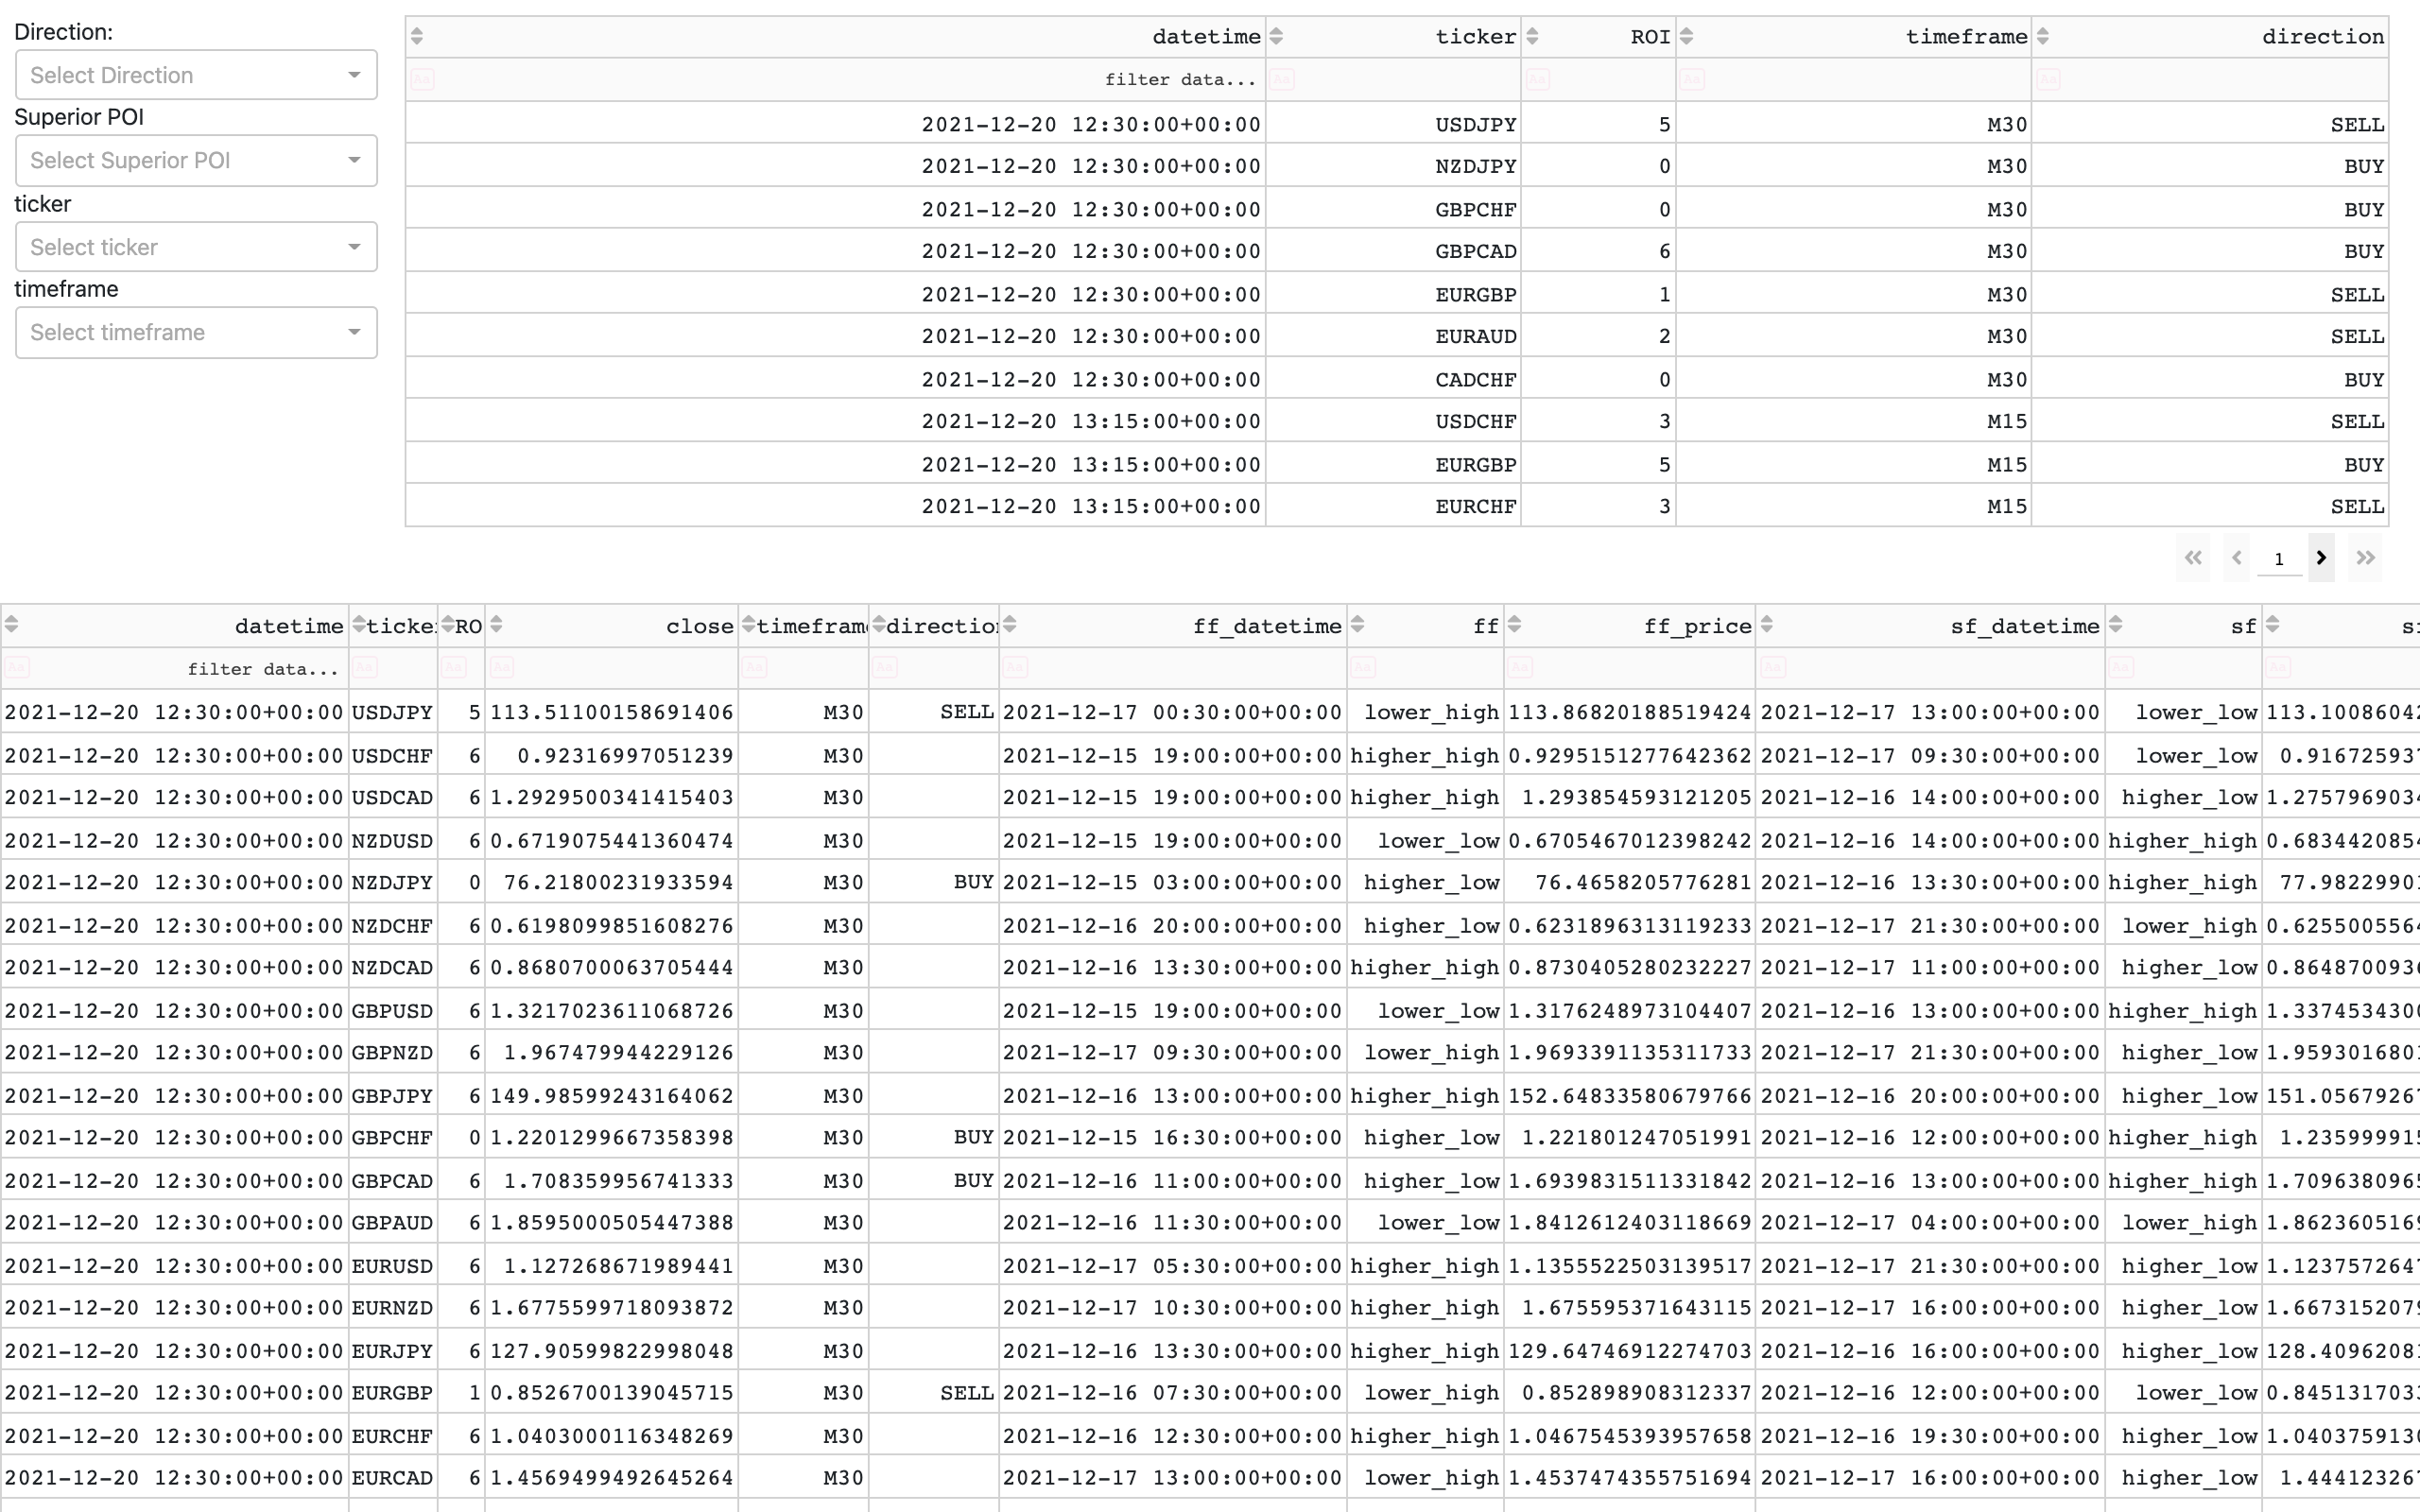 Direction:
Select Direction
Superior POI
Select Superior POI
ticker
Select ticker
timeframe
Select timeframe
datetime ticker ROI timeframe direction
Aa filter data... Aa Aa Aa Aa
2021-12-20 12:30:00+00:00 USDJPY 5 M30 SELL
2021-12-20 12:30:00+00:00 NZDJPY 0 M30 BUY
2021-12-20 12:30:00+00:00 GBPCHF 0 M30 BUY
2021-12-20 12:30:00+00:00 GBPCAD 6 M30 BUY
2021-12-20 12:30:00+00:00 EURGBP 1 M30 SELL
2021-12-20 12:30:00+00:00 EURAUD 2 M30 SELL
2021-12-20 12:30:00+00:00 CADCHF 0 M30 BUY
2021-12-20 13:15:00+00:00 USDCHF 3 M15 SELL
2021-12-20 13:15:00+00:00 EURGBP 5 M15 BUY
2021-12-20 13:15:00+00:00 EURCHF 3 M15 SELL
1
datetime ticke RO close timefram directio ff_datetime ff ff_price sf_datetime sf s
Aa filter data... Aa Aa Aa Aa Aa Aa Aa Aa Aa Aa Aa
2021-12-20 12:30:00+00:00 USDJPY 5 113.51100158691406 M30 SELL 2021-12-17 00:30:00+00:00 lower_high 113.86820188519424 2021-12-17 13:00:00+00:00 lower_low 113.1008604
2021-12-20 12:30:00+00:00 USDCHF 6 0.92316997051239 M30 2021-12-15 19:00:00+00:00 higher_high 0.9295151277642362 2021-12-17 09:30:00+00:00 lower_low 0.91672593
2021-12-20 12:30:00+00:00 USDCAD 6 1.2929500341415403 M30 2021-12-15 19:00:00+00:00 higher_high 1.293854593121205 2021-12-16 14:00:00+00:00 higher_low 1.275796903
2021-12-20 12:30:00+00:00 NZDUSD 6 0.6719075441360474 M30 2021-12-15 19:00:00+00:00 lower_low 0.6705467012398242 2021-12-16 14:00:00+00:00 higher_high 0.683442085
2021-12-20 12:30:00+00:00 NZDJPY 0 76.21800231933594 M30 BUY 2021-12-15 03:00:00+00:00 higher_low 76.4658205776281 2021-12-16 13:30:00+00:00 higher_high 77.9822990
2021-12-20 12:30:00+00:00 NZDCHF 6 0.6198099851608276 M30 2021-12-16 20:00:00+00:00 higher_low 0.6231896313119233 2021-12-17 21:30:00+00:00 lower_high 0.625500556
2021-12-20 12:30:00+00:00 NZDCAD 6 0.8680700063705444 M30 2021-12-16 13:30:00+00:00 higher_high 0.8730405280232227 2021-12-17 11:00:00+00:00 higher_low 0.864870093
2021-12-20 12:30:00+00:00 GBPUSD 6 1.3217023611068726 M30 2021-12-15 19:00:00+00:00 lower_low 1.3176248973104407 2021-12-16 13:00:00+00:00 higher_high 1.337453430
2021-12-20 12:30:00+00:00 GBPNZD 6 1.967479944229126 M30 2021-12-17 09:30:00+00:00 lower_high 1.9693391135311733 2021-12-17 21:30:00+00:00 higher_low 1.959301680
2021-12-20 12:30:00+00:00 GBPJPY 6 149.98599243164062 M30 2021-12-16 13:00:00+00:00 higher_high 152.64833580679766 2021-12-16 20:00:00+00:00 higher_low 151.0567926
2021-12-20 12:30:00+00:00 GBPCHF 0 1.2201299667358398 M30 BUY 2021-12-15 16:30:00+00:00 higher_low 1.221801247051991 2021-12-16 12:00:00+00:00 higher_high 1.23599991
2021-12-20 12:30:00+00:00 GBPCAD 6 1.708359956741333 M30 BUY 2021-12-16 11:00:00+00:00 higher_low 1.6939831511331842 2021-12-16 13:00:00+00:00 higher_high 1.709638096
2021-12-20 12:30:00+00:00 GBPAUD 6 1.8595000505447388 M30 2021-12-16 11:30:00+00:00 lower_low 1.8412612403118669 2021-12-17 04:00:00+00:00 lower_high 1.862360516
2021-12-20 12:30:00+00:00 EURUSD 6 1.127268671989441 M30 2021-12-17 05:30:00+00:00 higher_high 1.1355522503139517 2021-12-17 21:30:00+00:00 higher_low 1.123757264
2021-12-20 12:30:00+00:00 EURNZD 6 1.6775599718093872 M30 2021-12-17 10:30:00+00:00 higher_high 1.675595371643115 2021-12-17 16:00:00+00:00 higher_low 1.667315207
2021-12-20 12:30:00+00:00 EURJPY 6 127.90599822998048 M30 2021-12-16 13:30:00+00:00 higher_high 129.64746912274703 2021-12-16 16:00:00+00:00 higher_low 128.4096208
2021-12-20 12:30:00+00:00 EURGBP 1 0.8526700139045715 M30 SELL 2021-12-16 07:30:00+00:00 lower_high 0.852898908312337 2021-12-16 12:00:00+00:00 lower_low 0.845131703
2021-12-20 12:30:00+00:00 EURCHF 6 1.0403000116348269 M30 2021-12-16 12:30:00+00:00 higher_high 1.0467545393957658 2021-12-16 19:30:00+00:00 higher_low 1.040375913
2021-12-20 12:30:00+00:00 EURCAD 6 1.4569499492645264 M30 2021-12-17 13:00:00+00:00 lower_high 1.4537474355751694 2021-12-17 16:00:00+00:00 higher_low 1.44412326